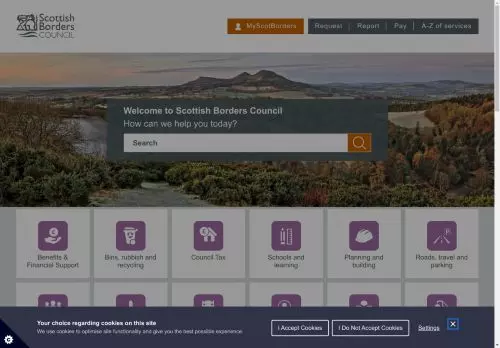 Scottish
Borders
COUNCIL
MyScotBorders
Request
Report
Pay
A-Z of services
Welcome to Scottish Borders Council
How can we help you today?
Search
Benefits &
Financial Support
Bins, rubbish and
recycling
Council Tax
Schools and
learning
Planning and
building
Roads, travel and
parking
Your choice regarding cookies on this site
We use cookies to optimise site functionality and give you the best possible experience.
I Accept Cookies
I Do Not Accept Cookies
Settings